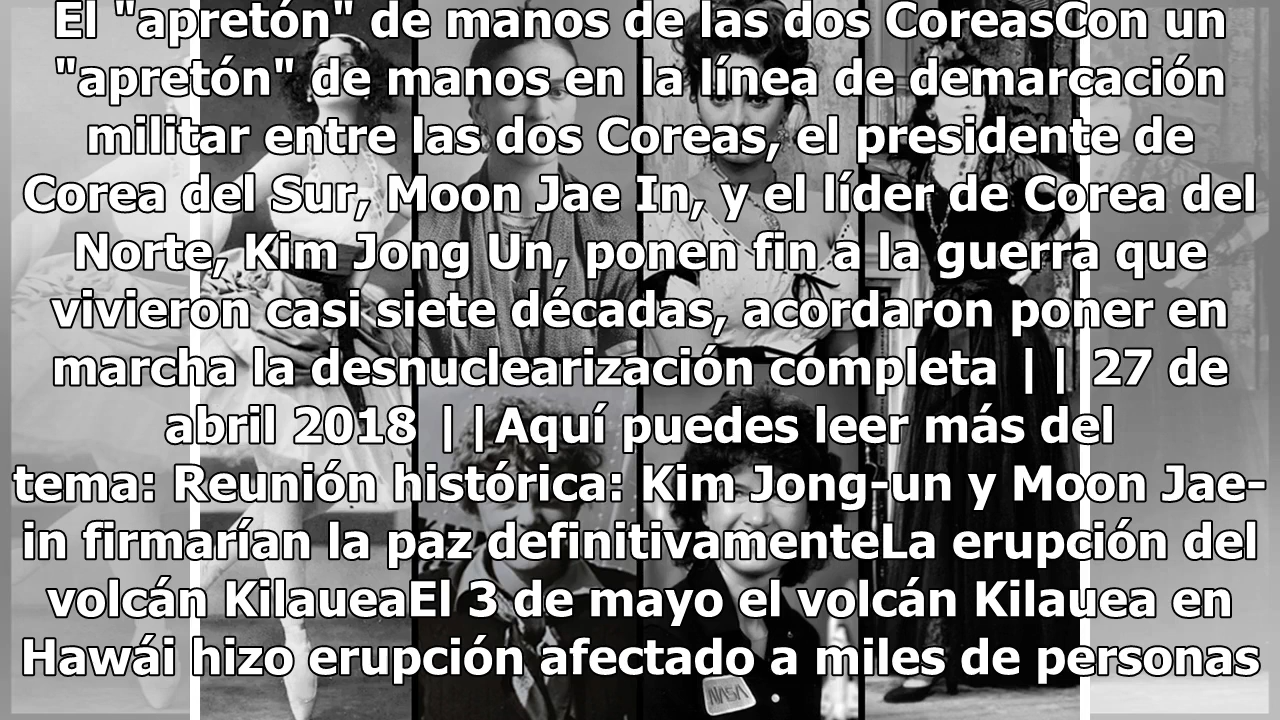 El "apretón" de manos de las dos CoreasCon un
"apretón" de manos en la línea de demarcación
militar entre las dos Coreas, el presidente de
Corea del Sur, Moon Jae In, y el líder de Corea del
Norte, Kim Jong Un, ponen fin a la guerra que
vivieron casi siete décadas, acordaron poner en
marcha la desnuclearización completa || 27 de
abril 2018 ||Aquí puedes leer más del
tema: Reunión histórica: Kim Jong-un y Moon Jae-
in firmarían la paz definitivamenteLa erupción del
volcán KilaueaEl 3 de mayo el volcán Kilauea en
Hawái hizo erupción afectado a miles de personas
NASA